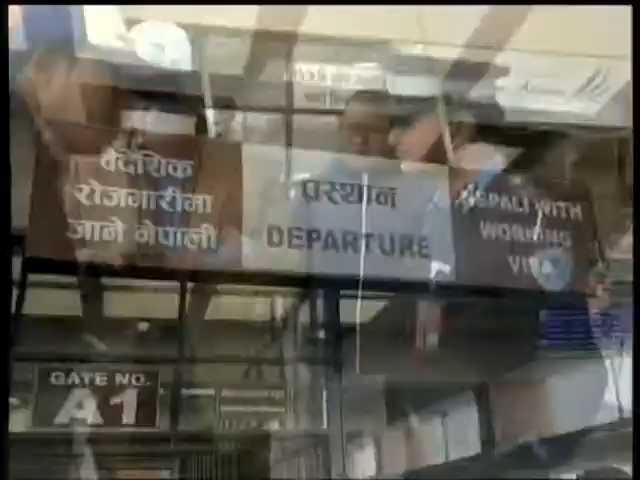 वैदेशिक
रोजगारीमा
जाने नेपाली
प्रस्थान
DEPARTURE
NEPALI WITH
WORKING
VISA
GATE NO.
A1